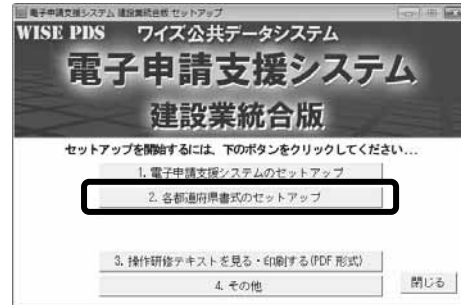 電子申請支援システム 建設業統合版 セットアップ
WISE PDS ワイズ公共データシステム
電子申請支援システム
建設業統合版
セットアップを開始するには、下のボタンをクリックしてください...
1. 電子申請支援システムのセットアップ
2. 各都道府県書式のセットアップ
3. 操作研修テキストを見る・印刷する(PDF 形式)
4. その他
閉じる